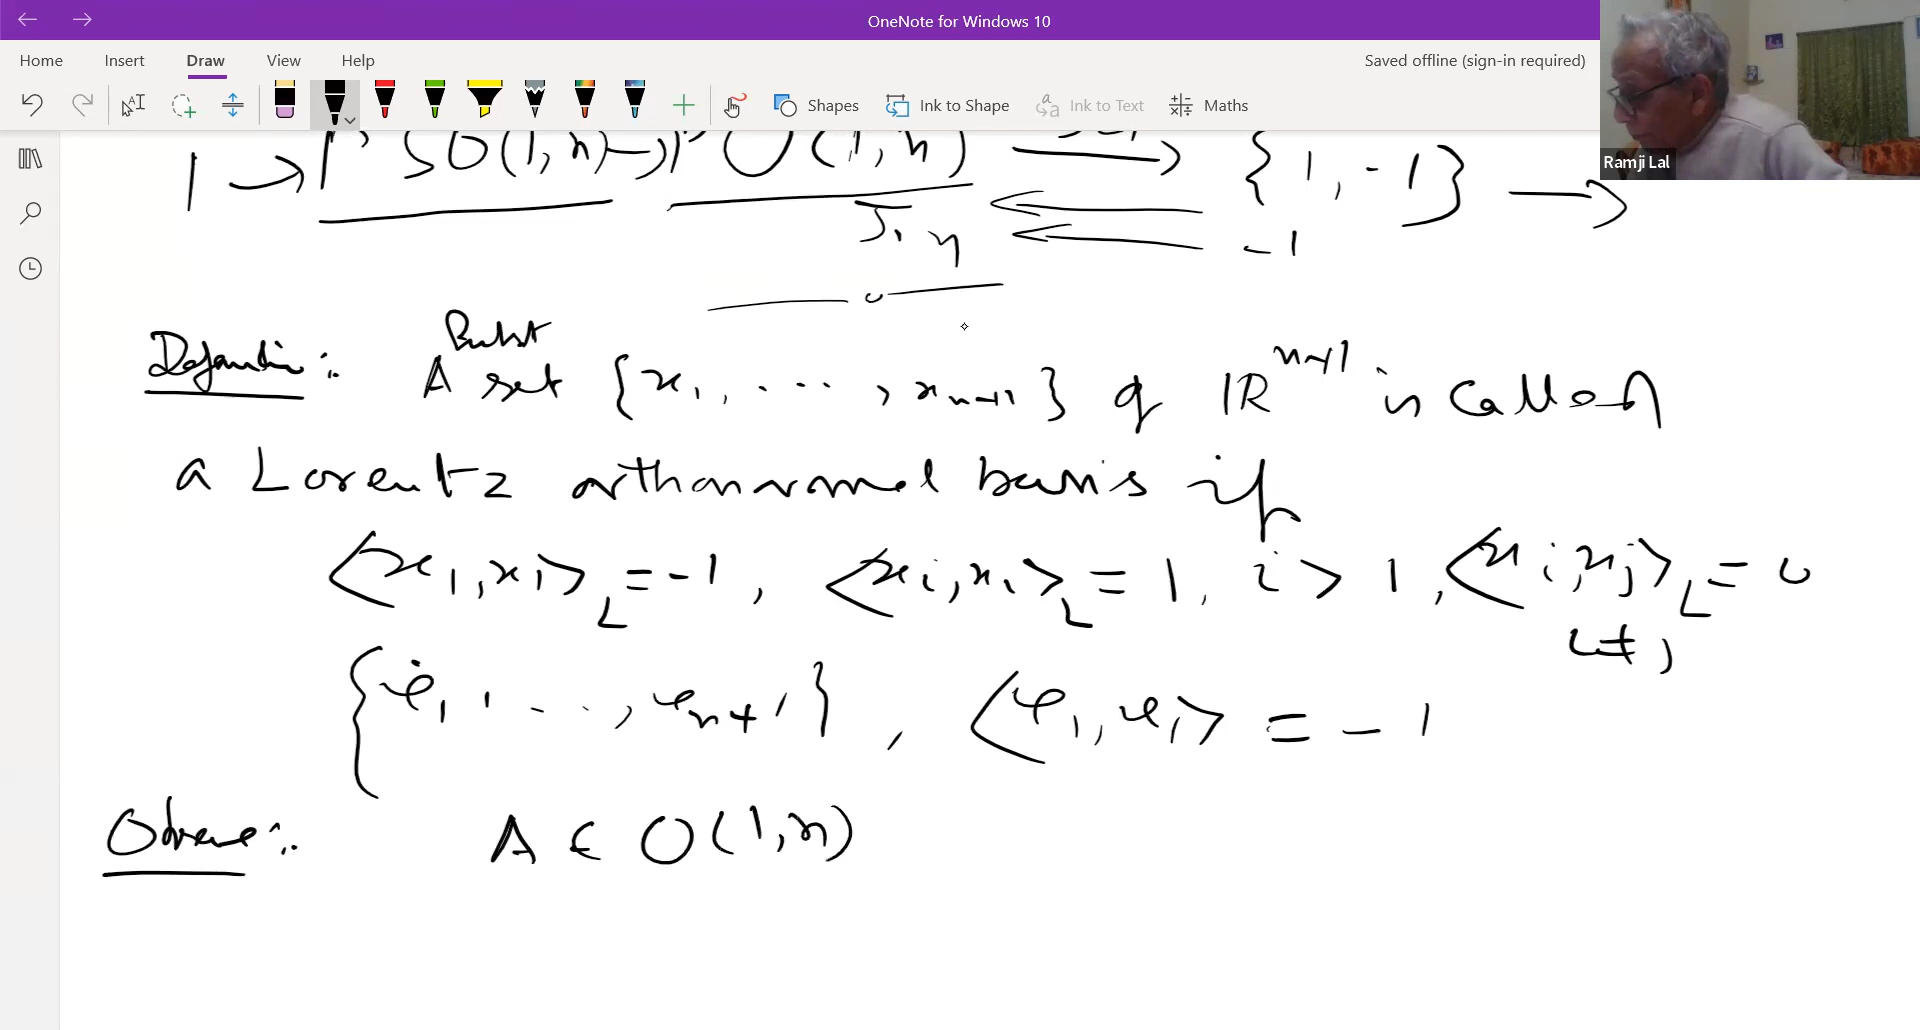 OneNote for Windows 10
Home Insert Draw View Help Saved offline (sign-in required)
Shapes Ink to Shape Ink to Text Maths
Ramji Lal
1 → SO(1, n) → O(1, n) → {1, -1} →
J1, n -1
Definition: A set {x1, ..., xn+1} of ℝ^n+1 is called
a Lorentz orthonormal basis if
<x1, x1>L = -1, <xi, xi>L = 1, i > 1, <xi, xj>L = 0
i ≠ j
{e1, ..., en+1}, <e1, e1> = -1
Observe: A ∈ O(1, n)